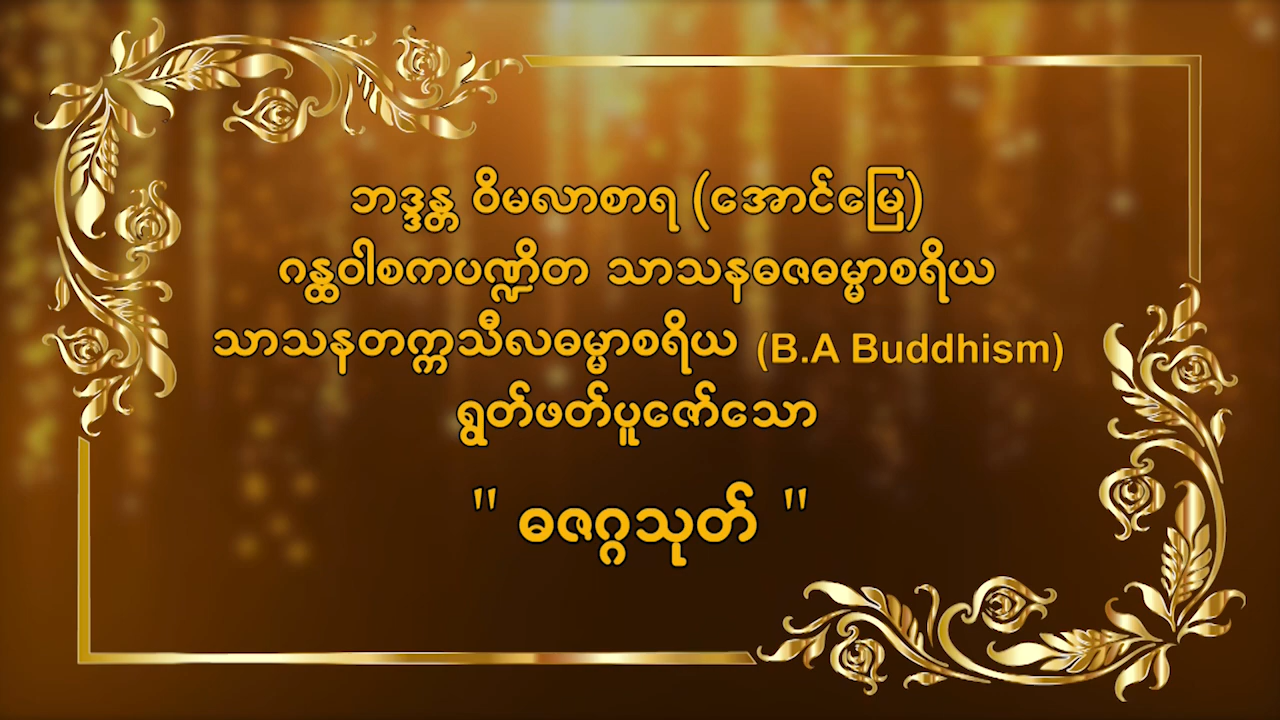 ဘဒ္ဒန္တ ဝိမလာစာရ (အောင်မြေ)
ဂန္ထဝါစကပဏ္ဍိတ သာသနဓဇဓမ္မာစရိယ
သာသနတက္ကသီလဓမ္မာစရိယ (B.A Buddhism)
ရွတ်ဖတ်ပူဇော်သော
" ဓဇဂ္ဂသုတ် "